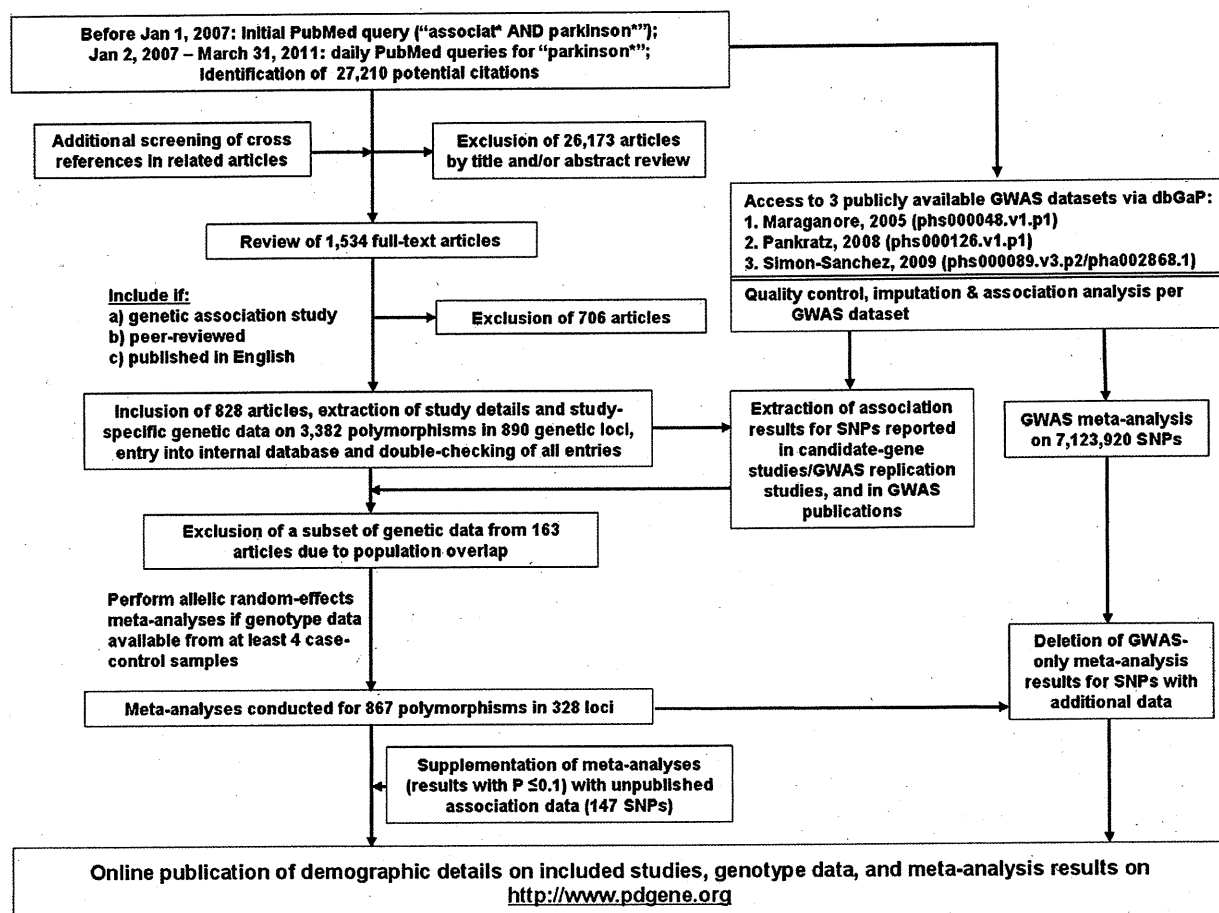 Before Jan 1, 2007: Initial PubMed query ("associat* AND parkinson*");
Jan 2, 2007 – March 31, 2011: daily PubMed queries for "parkinson*";
Identification of 27,210 potential citations
Additional screening of cross
references in related articles
Exclusion of 26,173 articles
by title and/or abstract review
Access to 3 publicly available GWAS datasets via dbGaP:
1. Maraganore, 2005 (phs000048.v1.p1)
2. Pankratz, 2008 (phs000126.v1.p1)
3. Simon-Sanchez, 2009 (phs000089.v3.p2/pha002868.1)
Quality control, imputation & association analysis per
GWAS dataset
Review of 1,534 full-text articles
Include if:
a) genetic association study
b) peer-reviewed
c) published in English
Exclusion of 706 articles
Inclusion of 828 articles, extraction of study details and study-
specific genetic data on 3,382 polymorphisms in 890 genetic loci,
entry into internal database and double-checking of all entries
Extraction of association
results for SNPs reported
in candidate-gene
studies/GWAS replication
studies, and in GWAS
publications
GWAS meta-analysis
on 7,123,920 SNPs
Exclusion of a subset of genetic data from 163
articles due to population overlap
Perform allelic random-effects
meta-analyses if genotype data
available from at least 4 case-
control samples
Deletion of GWAS-
only meta-analysis
results for SNPs with
additional data
Meta-analyses conducted for 867 polymorphisms in 328 loci
Supplementation of meta-analyses
(results with P ≤0.1) with unpublished
association data (147 SNPs)
Online publication of demographic details on included studies, genotype data, and meta-analysis results on
http://www.pdgene.org